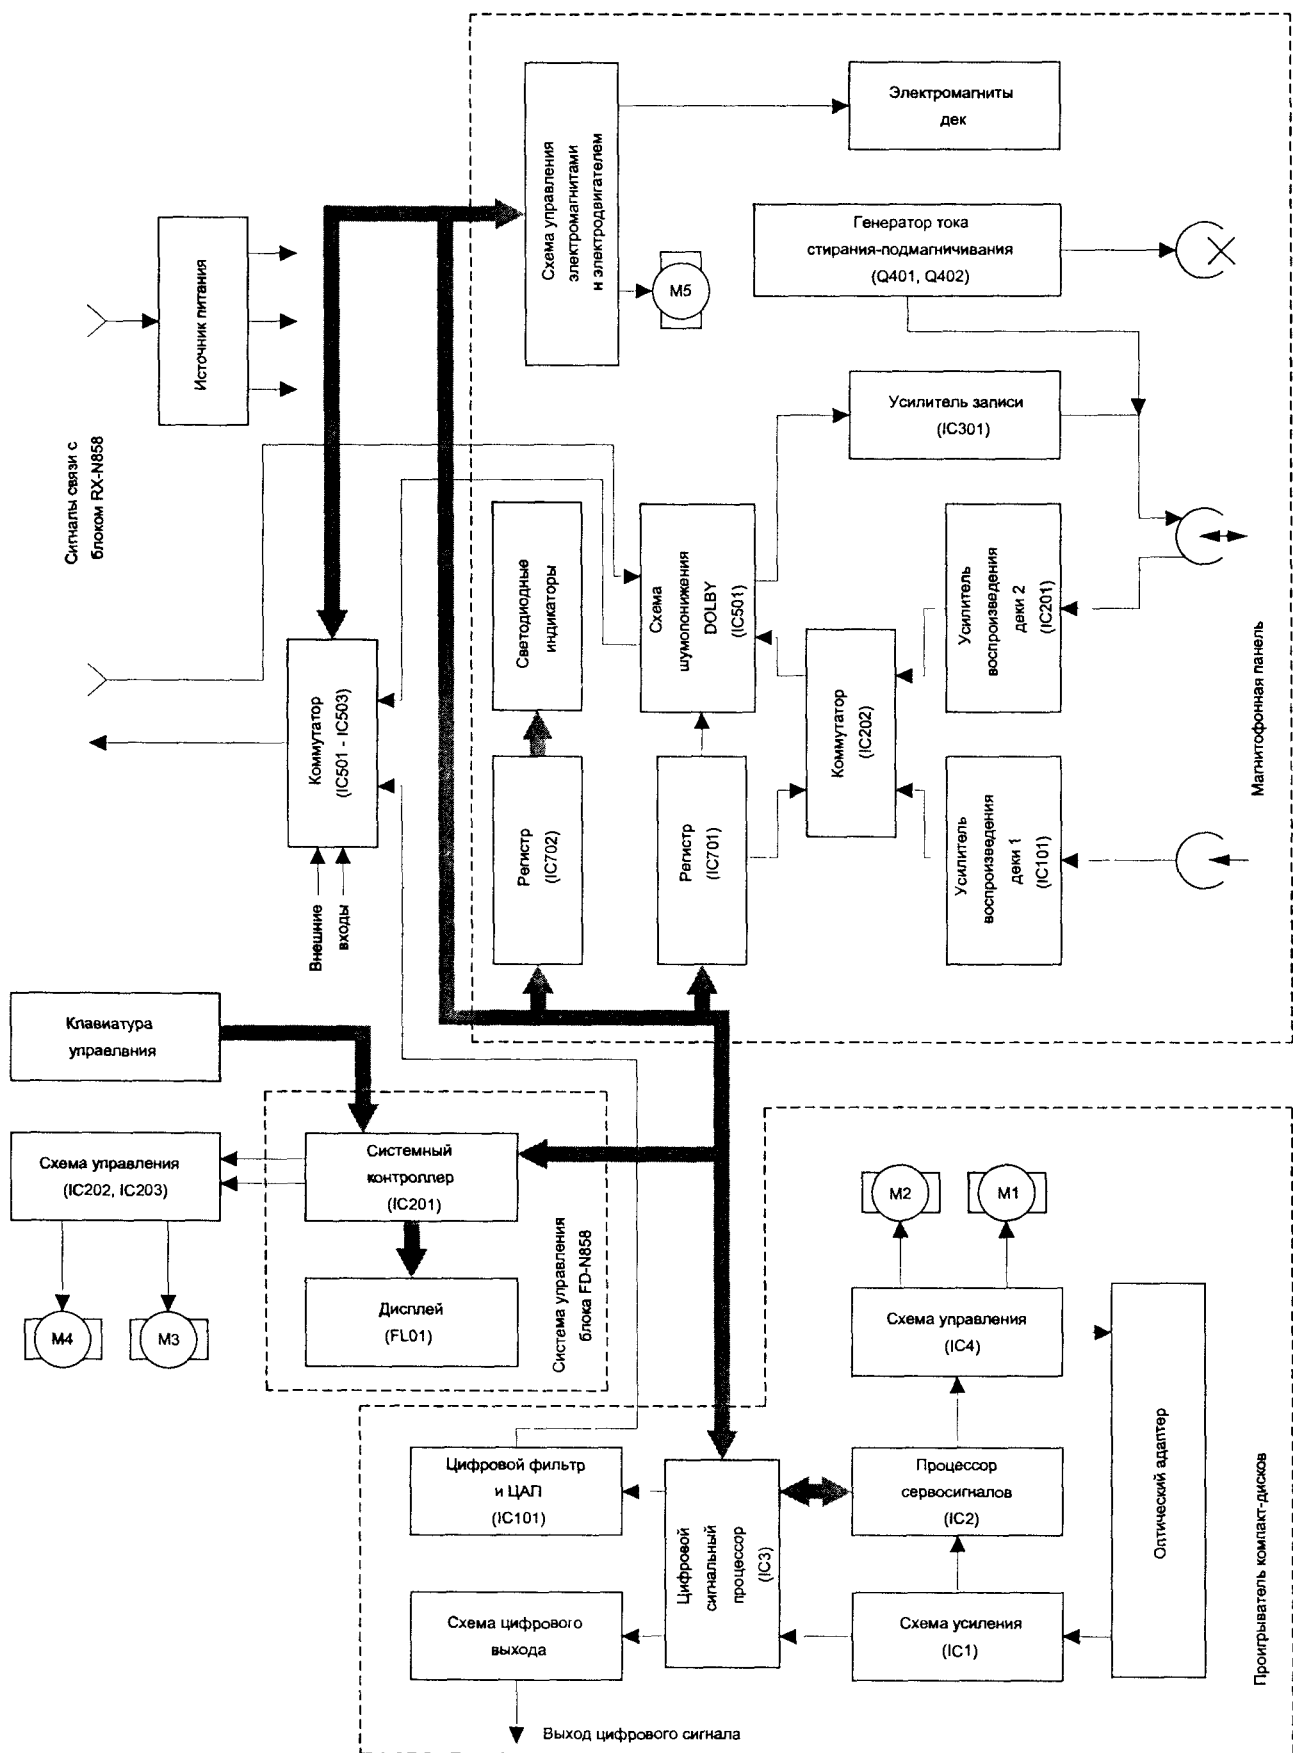 Электромагниты
дек
Схема управления
электромагнитами
н электродвигателем
Генератор тока
стирания-подмагничивания
(Q401, Q402)
M5
Источник питания
Сигналы связи с
блоком RX-N858
Усилитель записи
(IC301)
Светодиодные
индикаторы
Схема
шумопонижения
DOLBY
(IC501)
Усилитель
воспроизведения
деки 2
(IC201)
Коммутатор
(IC501 - IC503)
Коммутатор
(IC202)
Магнитофонная панель
Регистр
(IC702)
Регистр
(IC701)
Усилитель
воспроизведения
деки 1
(IC101)
Внешние
входы
Клавиатура
управелвния
Схема управления
(IC202, IC203)
Системный
контроллер
(IC201)
M2
M1
Система управления
блока FD-N858
Дисплей
(FL01)
M4
M3
Схема управления
(IC4)
Оптический адаптер
Цифровой фильтр
и ЦАП
(IC101)
Цифровой
сигнальный
процессор
(IC3)
Процессор
сервосигналов
(IC2)
Проигрыватель компакт-дисков
Схема цифрового
выхода
Схема усиления
(IC1)
Выход цифрового сигнала